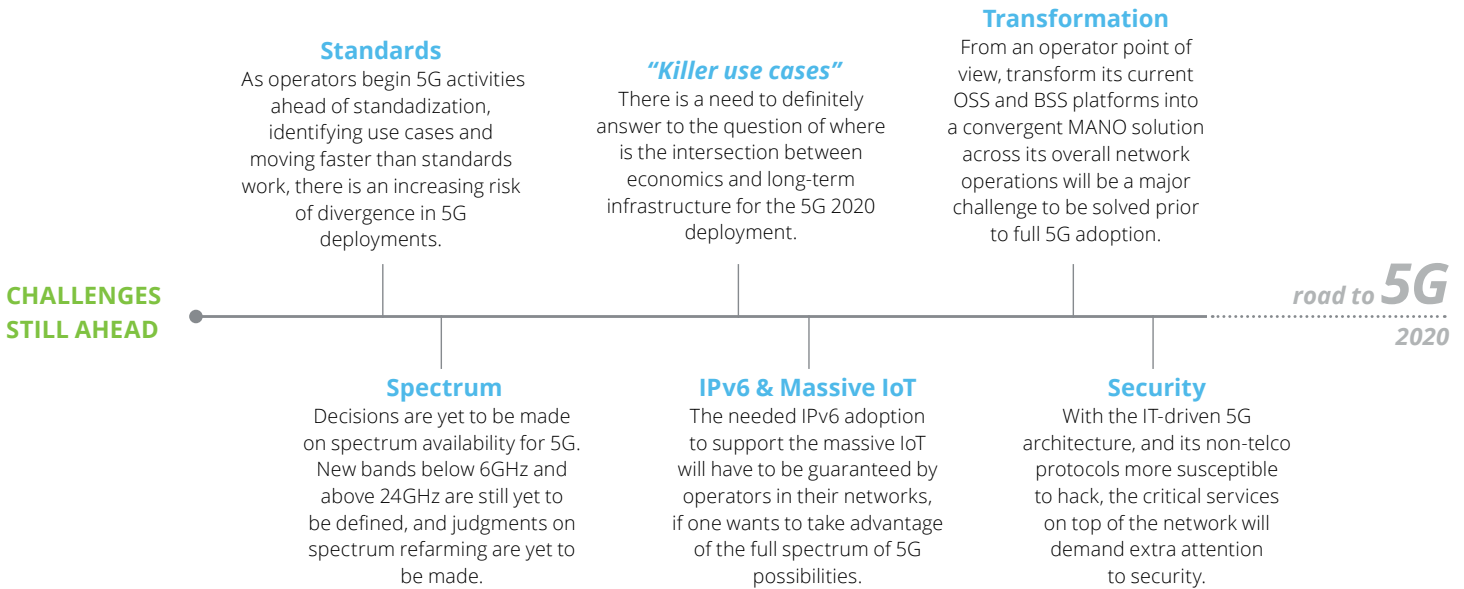 Transformation
From an operator point of
view, transform its current
OSS and BSS platforms into
a convergent MANO solution
across its overall network
operations will be a major
challenge to be solved prior
to full 5G adoption.
Standards
As operators begin 5G activities
ahead of standadization,
identifying use cases and
moving faster than standards
work, there is an increasing risk
of divergence in 5G
deployments.
“Killer use cases”
There is a need to definitely
answer to the question of where
is the intersection between
economics and long-term
infrastructure for the 5G 2020
deployment.
CHALLENGES
STILL AHEAD
road to 5G
2020
Spectrum
Decisions are yet to be made
on spectrum availability for 5G.
New bands below 6GHz and
above 24GHz are still yet to
be defined, and judgments on
spectrum refarming are yet to
be made.
IPv6 & Massive IoT
The needed IPv6 adoption
to support the massive IoT
will have to be guaranteed by
operators in their networks,
if one wants to take advantage
of the full spectrum of 5G
possibilities.
Security
With the IT-driven 5G
architecture, and its non-telco
protocols more susceptible
to hack, the critical services
on top of the network will
demand extra attention
to security.